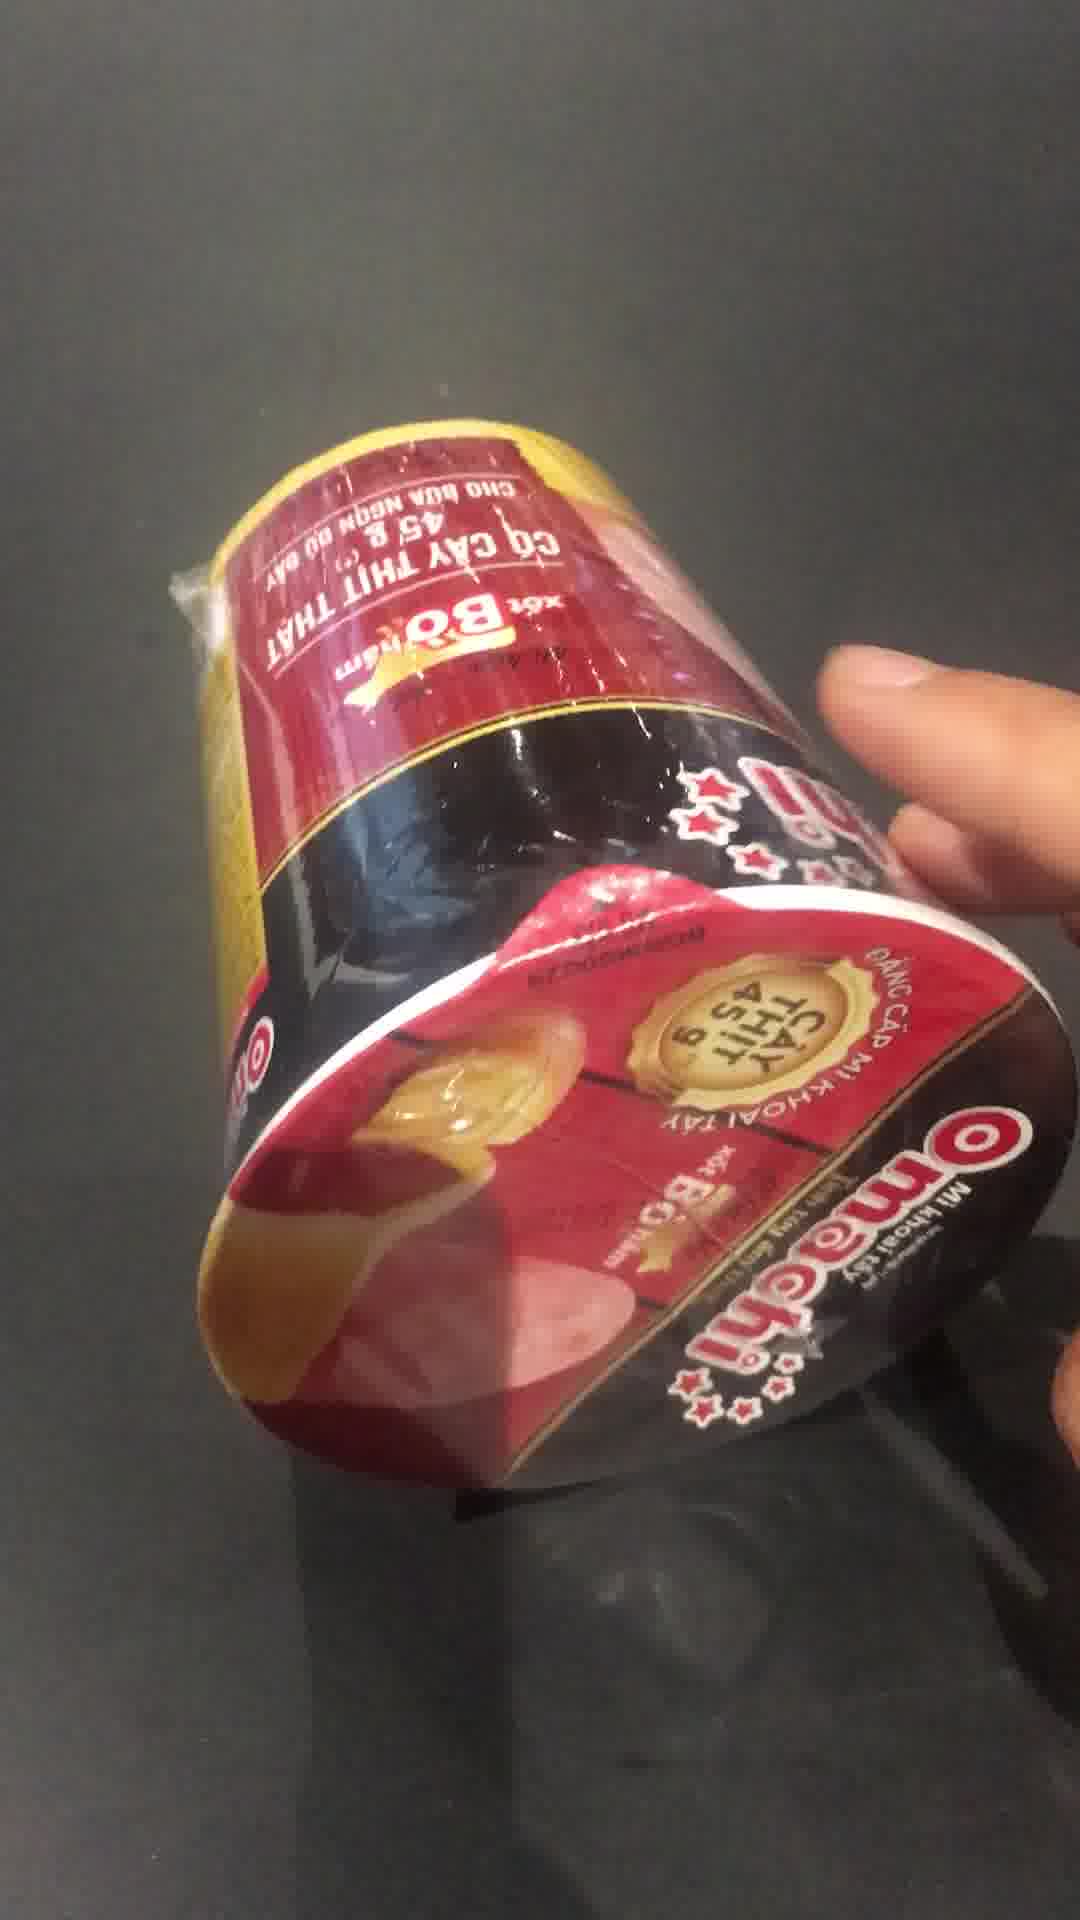 xốt
Bò hầm
CÓ CÂY THỊT THẬT
45 g (*)
CHO BỮA NGON ĐỦ ĐẦY
CÂY
THỊT
45 g
ĐẲNG CẤP MÌ KHOAI TÂY
xốt
Bò hầm
Omachi
Mì khoai tây